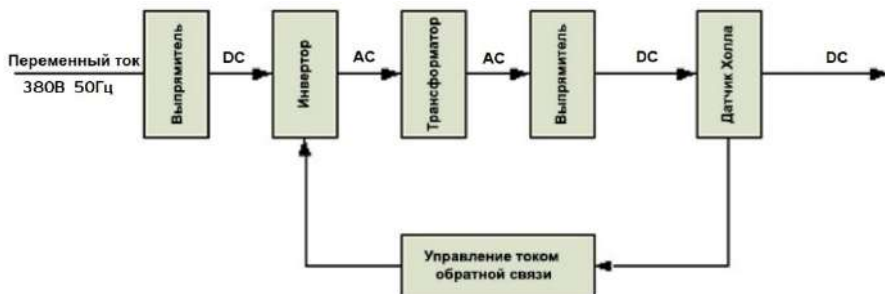 Переменный ток
380В 50Гц
Выпрямитель
DC
Инвертор
AC
Трансформатор
AC
Выпрямитель
DC
Датчик Холла
DC
Управление током
обратной связи